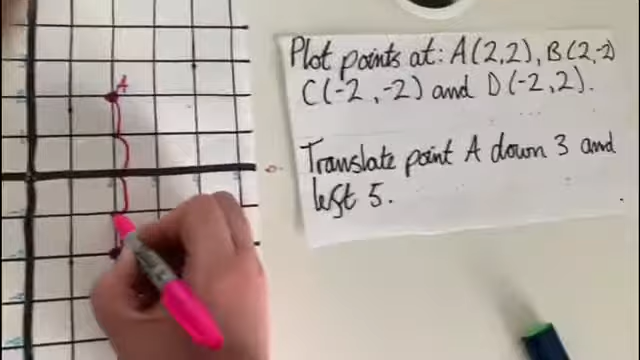 A
Plot points at: A(2,2), B(2,-2)
C(-2,-2) and D(-2,2).
Translate point A down 3 and
left 5.